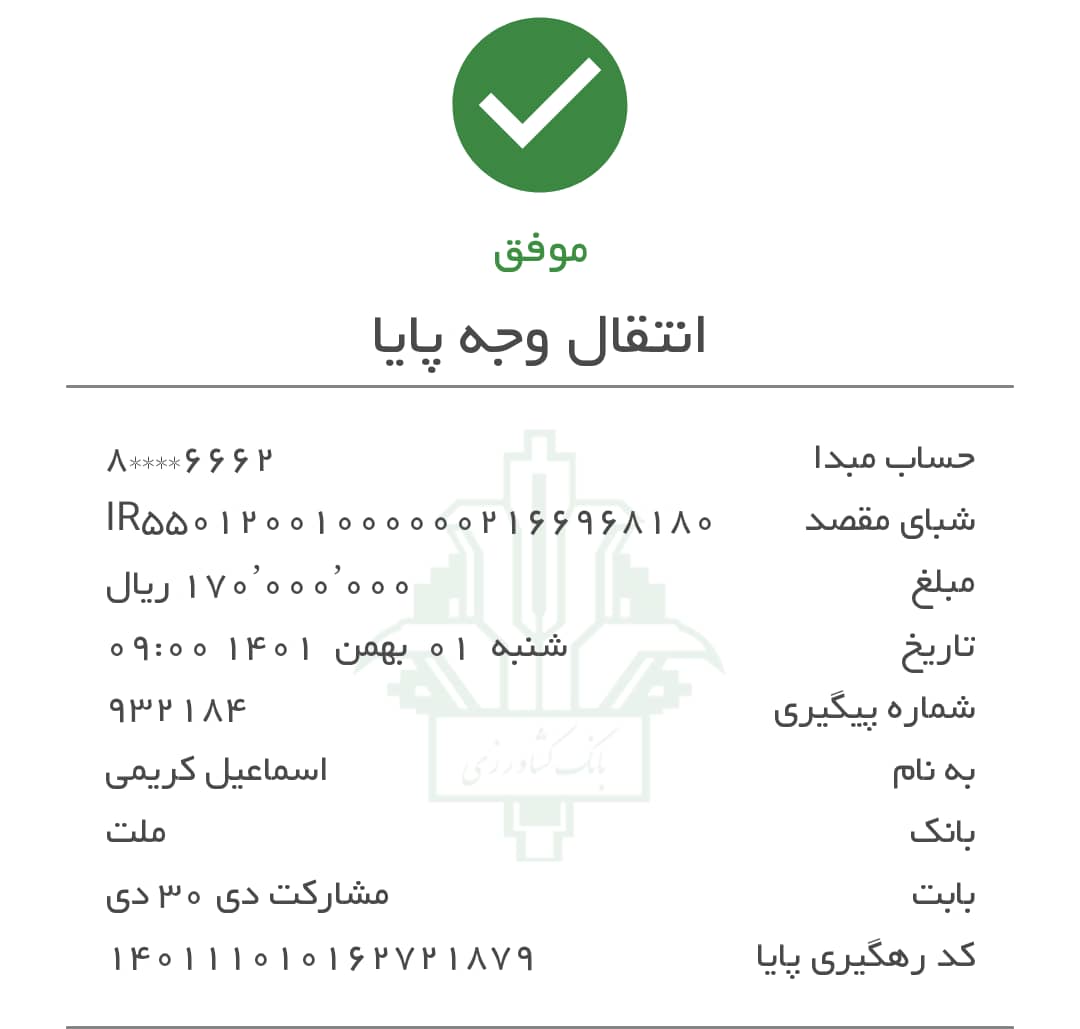 موفق
انتقال وجه پایا
حساب مبدا ۸****۶۶۶۲
شبای مقصد IR۵۵۰۱۲۰۰۱۰۰۰۰۰۰۲۱۶۶۹۶۸۱۸۰
مبلغ ۱۷۰٬۰۰۰٬۰۰۰ ریال
تاریخ شنبه ۰۱ بهمن ۱۴۰۱ ۰۹:۰۰
شماره پیگیری ۹۳۲۱۸۴
به نام اسماعیل کریمی
بانک ملت
بانک کشاورزی
بابت مشارکت دی ۳۰ دی
کد رهگیری پایا ۱۴۰۱۱۱۰۱۰۱۶۲۷۲۱۸۷۹